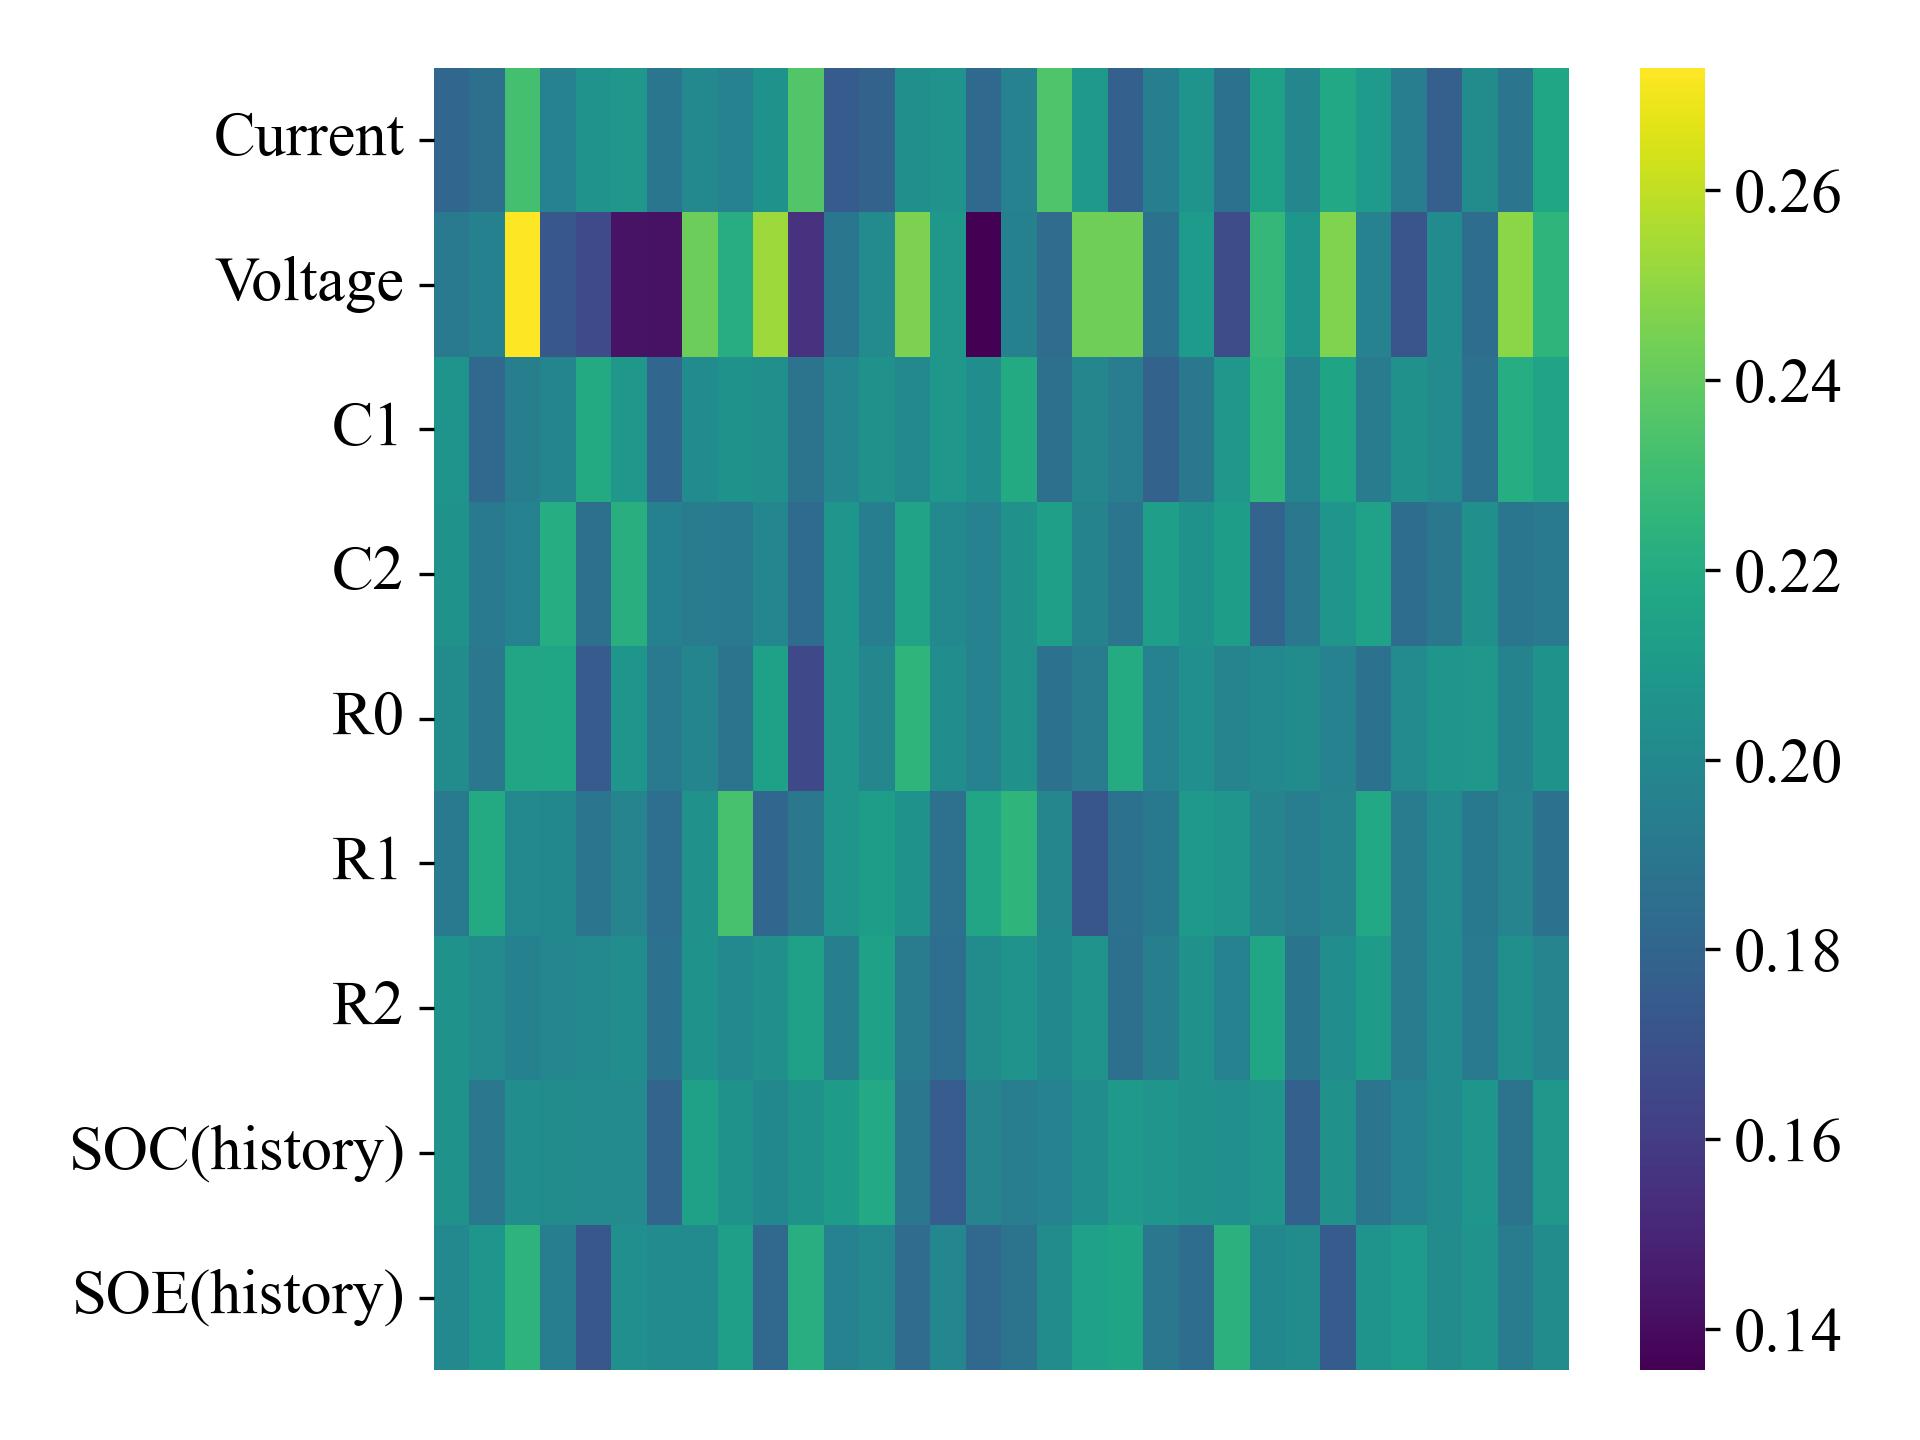 Current
Voltage
C1
C2
R0
R1
R2
SOC(history)
SOE(history)
0.26
0.24
0.22
0.20
0.18
0.16
0.14